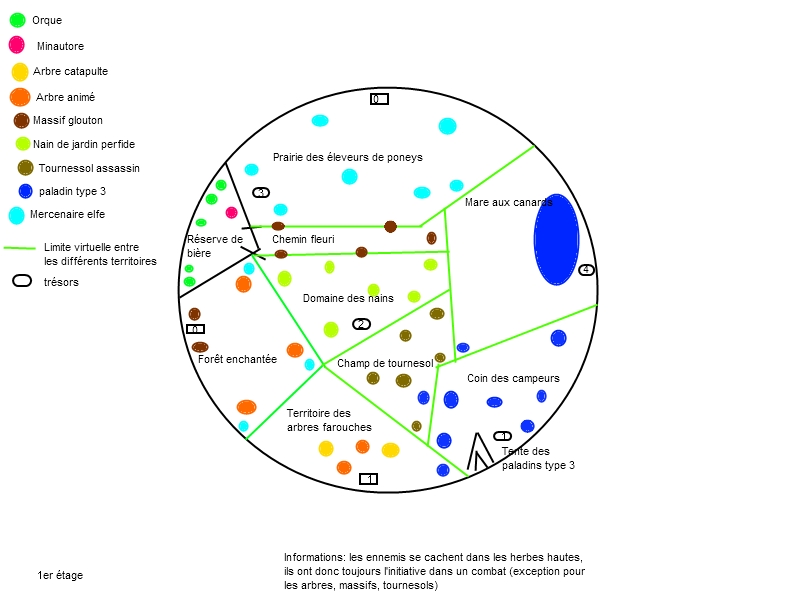 Orque
Minautore
Arbre catapulte
Arbre animé
Massif glouton
Nain de jardin perfide
Tournessol assassin
paladin type 3
Mercenaire elfe
Limite virtuelle entre
les différents territoires
trésors
0
Prairie des éleveurs de poneys
3
Mare aux canards
Réserve de
bière
Chemin fleuri
4
Domaine des nains
2
0
Forêt enchantée
Champ de tournesol
Coin des campeurs
Territoire des
arbres farouches
1
Tente des
paladins type 3
1
Informations: les ennemis se cachent dans les herbes hautes,
ils ont donc toujours l'initiative dans un combat (exception pour
les arbres, massifs, tournesols)
1er étage